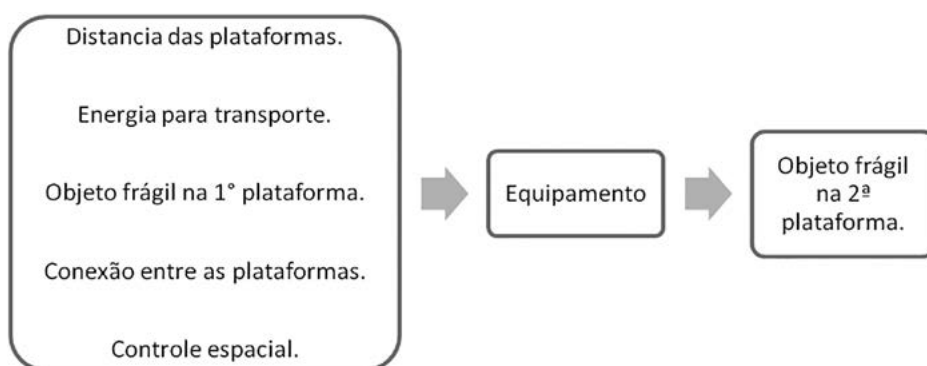 Distancia das plataformas.
Energia para transporte.
Objeto frágil na 1° plataforma.
Conexão entre as plataformas.
Controle espacial.
Equipamento
Objeto frágil
na 2ª
plataforma.